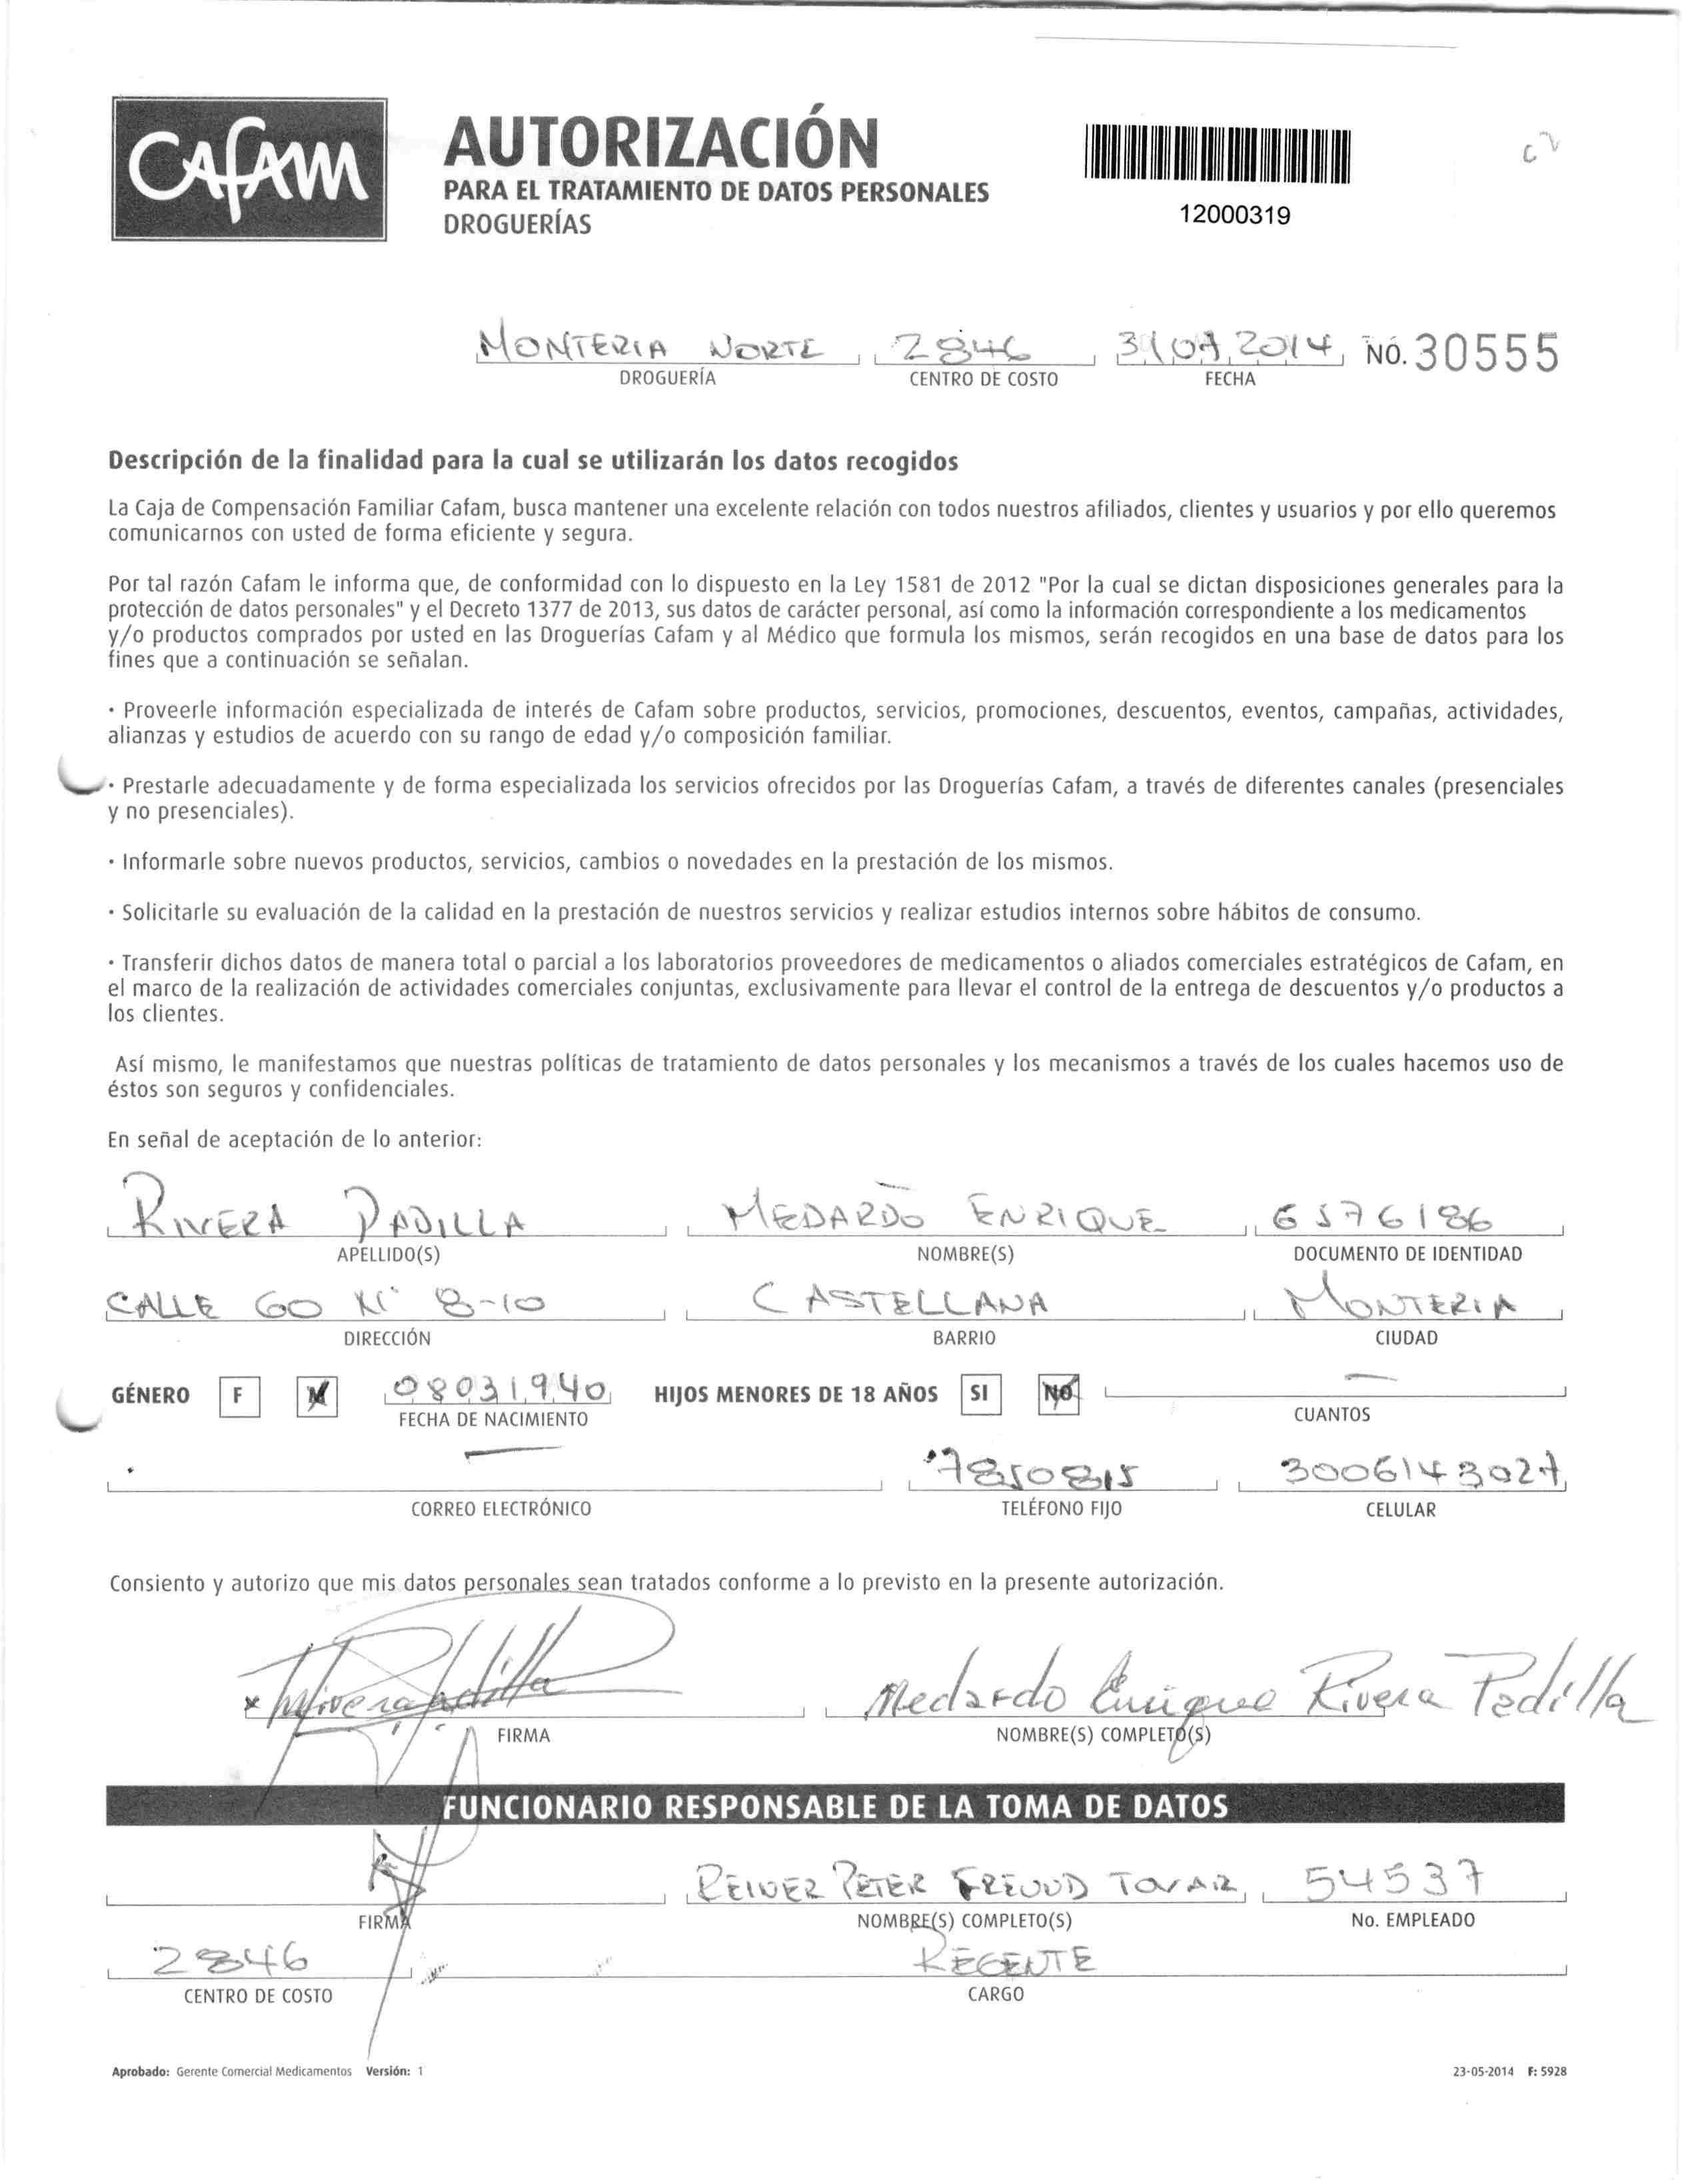 Cafam
AUTORIZACIÓN
PARA EL TRATAMIENTO DE DATOS PERSONALES
DROGUERÍAS
12000319
MONTERIA NORTE 2846 31 07 2014 NO. 30555
DROGUERÍA CENTRO DE COSTO FECHA
Descripción de la finalidad para la cual se utilizarán los datos recogidos
La Caja de Compensación Familiar Cafam, busca mantener una excelente relación con todos nuestros afiliados, clientes y usuarios y por ello queremos
comunicarnos con usted de forma eficiente y segura.
Por tal razón Cafam le informa que, de conformidad con lo dispuesto en la Ley 1581 de 2012 "Por la cual se dictan disposiciones generales para la
protección de datos personales" y el Decreto 1377 de 2013, sus datos de carácter personal, así como la información correspondiente a los medicamentos
y/o productos comprados por usted en las Droguerías Cafam y al Médico que formula los mismos, serán recogidos en una base de datos para los
fines que a continuación se señalan.
· Proveerle información especializada de interés de Cafam sobre productos, servicios, promociones, descuentos, eventos, campañas, actividades,
alianzas y estudios de acuerdo con su rango de edad y/o composición familiar.
· Prestarle adecuadamente y de forma especializada los servicios ofrecidos por las Droguerías Cafam, a través de diferentes canales (presenciales
y no presenciales).
· Informarle sobre nuevos productos, servicios, cambios o novedades en la prestación de los mismos.
· Solicitarle su evaluación de la calidad en la prestación de nuestros servicios y realizar estudios internos sobre hábitos de consumo.
· Transferir dichos datos de manera total o parcial a los laboratorios proveedores de medicamentos o aliados comerciales estratégicos de Cafam, en
el marco de la realización de actividades comerciales conjuntas, exclusivamente para llevar el control de la entrega de descuentos y/o productos a
los clientes.
Así mismo, le manifestamos que nuestras políticas de tratamiento de datos personales y los mecanismos a través de los cuales hacemos uso de
éstos son seguros y confidenciales.
En señal de aceptación de lo anterior:
RIVERA PADILLA MEDARDO ENRIQUE 6576186
APELLIDO(S) NOMBRE(S) DOCUMENTO DE IDENTIDAD
CALLE 60 N° 8-10 CASTELLANA MONTERIA
DIRECCIÓN BARRIO CIUDAD
GÉNERO F M 08031940 HIJOS MENORES DE 18 AÑOS SI NO —
FECHA DE NACIMIENTO CUANTOS
— 7850815 3006143027
CORREO ELECTRÓNICO TELÉFONO FIJO CELULAR
Consiento y autorizo que mis datos personales sean tratados conforme a lo previsto en la presente autorización.
Medardo Enrique Rivera Padilla
FIRMA NOMBRE(S) COMPLETO(S)
FUNCIONARIO RESPONSABLE DE LA TOMA DE DATOS
PETER FREUUD TOVAR 54537
FIRMA NOMBRE(S) COMPLETO(S) No. EMPLEADO
2846 REGENTE
CENTRO DE COSTO CARGO
Aprobado: Gerente Comercial Medicamentos Versión: 1 23-05-2014 F: 5928